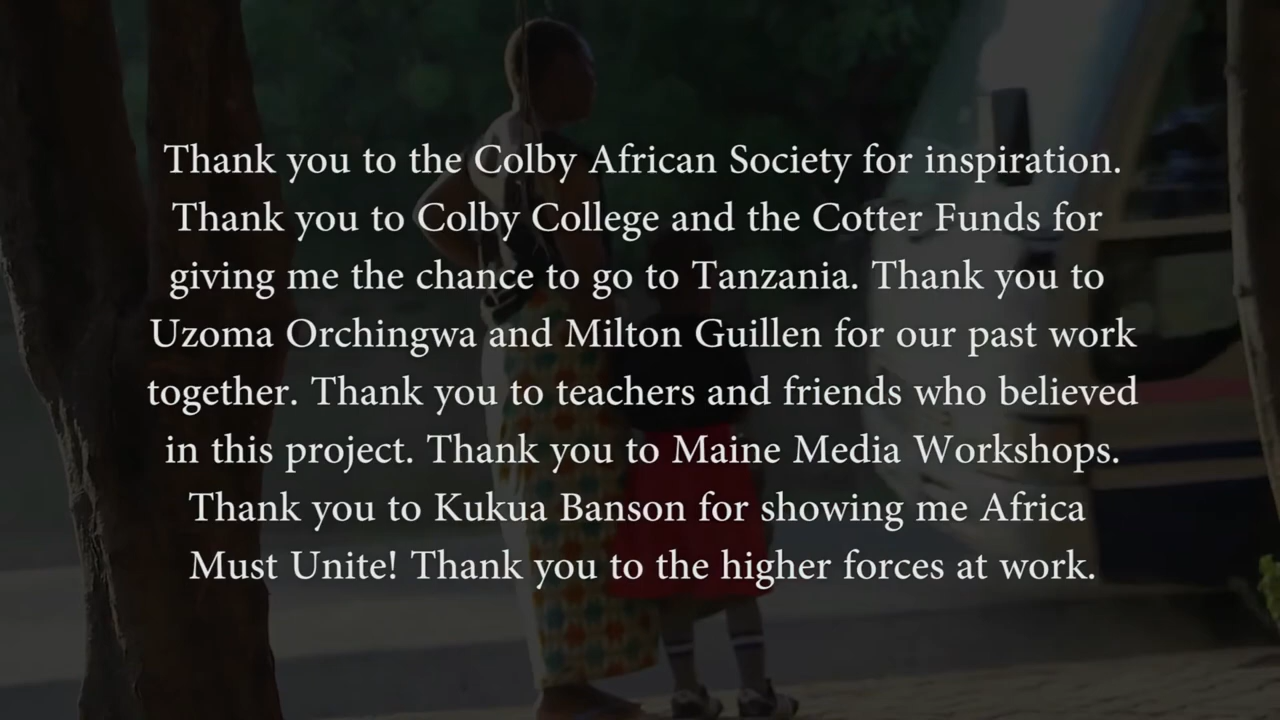 Thank you to the Colby African Society for inspiration.
Thank you to Colby College and the Cotter Funds for
giving me the chance to go to Tanzania. Thank you to
Uzoma Orchingwa and Milton Guillen for our past work
together. Thank you to teachers and friends who believed
in this project. Thank you to Maine Media Workshops.
Thank you to Kukua Banson for showing me Africa
Must Unite! Thank you to the higher forces at work.